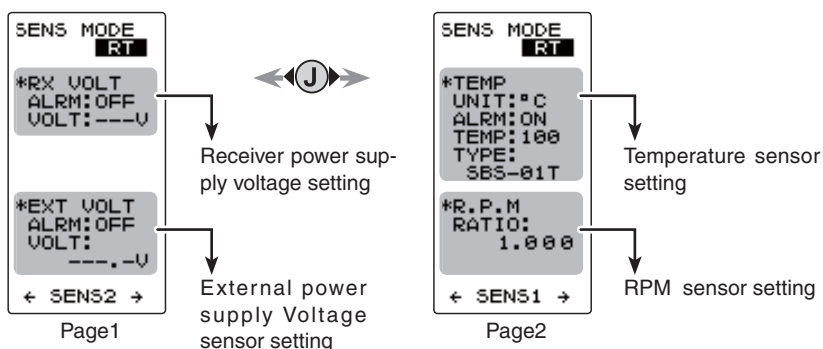 SENS MODE
RT
*RX VOLT
ALRM:OFF
VOLT:---V
Receiver power sup-
ply voltage setting
*EXT VOLT
ALRM:OFF
VOLT:
---.-V
External power
supply Voltage
sensor setting
← SENS2 →
Page1
J
SENS MODE
RT
*TEMP
UNIT:°C
ALRM:ON
TEMP:100
TYPE:
SBS-01T
Temperature sensor
setting
*R.P.M
RATIO:
1.000
RPM sensor setting
← SENS1 →
Page2